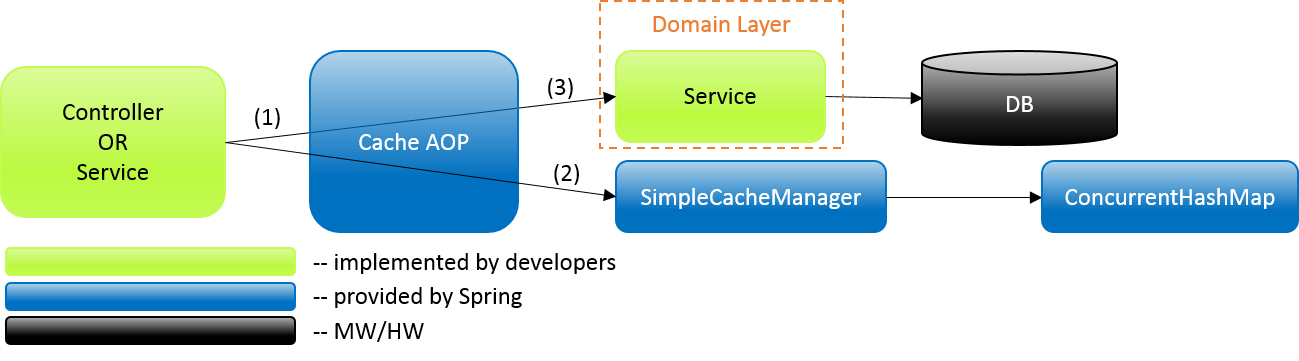 Domain Layer
Controller
OR
Service
(1)
Cache AOP
(3)
Service
DB
(2)
SimpleCacheManager
ConcurrentHashMap
-- implemented by developers
-- provided by Spring
-- MW/HW